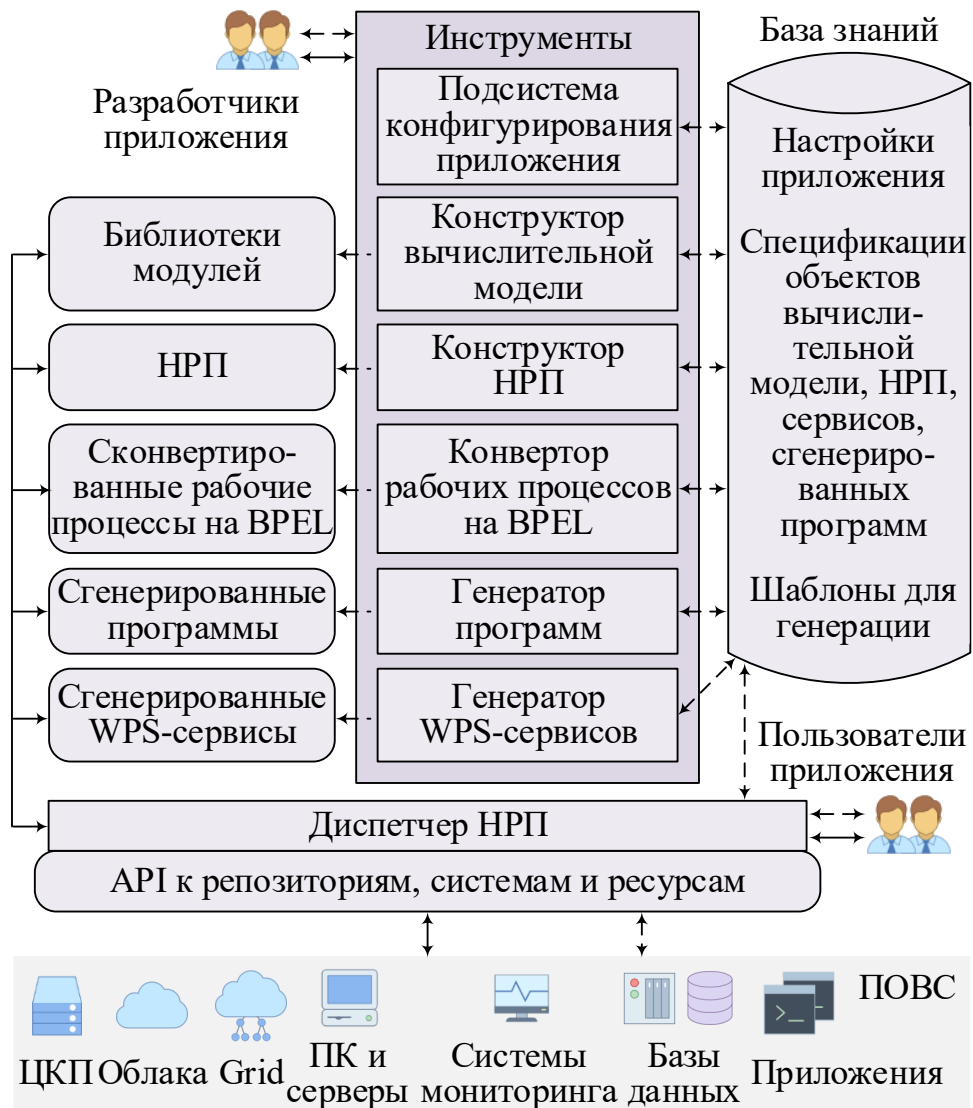 Инструменты
База знаний
Разработчики
приложения
Подсистема
конфигурирования
приложения
Настройки
приложения
Библиотеки
модулей
Конструктор
вычислительной
модели
Спецификации
объектов
вычисли-
тельной
модели, НРП,
сервисов,
сгенериро-
ванных
программ
НРП
Конструктор
НРП
Сконвертиро-
ванные рабочие
процессы на BPEL
Конвертор
рабочих процессов
на BPEL
Сгенерированные
программы
Генератор
программ
Шаблоны для
генерации
Сгенерированные
WPS-сервисы
Генератор
WPS-сервисов
Пользователи
приложения
Диспетчер НРП
API к репозиториям, системам и ресурсам
ПОВС
ЦКП
Облака
Grid
ПК и
серверы
Системы
мониторинга
Базы
данных
Приложения